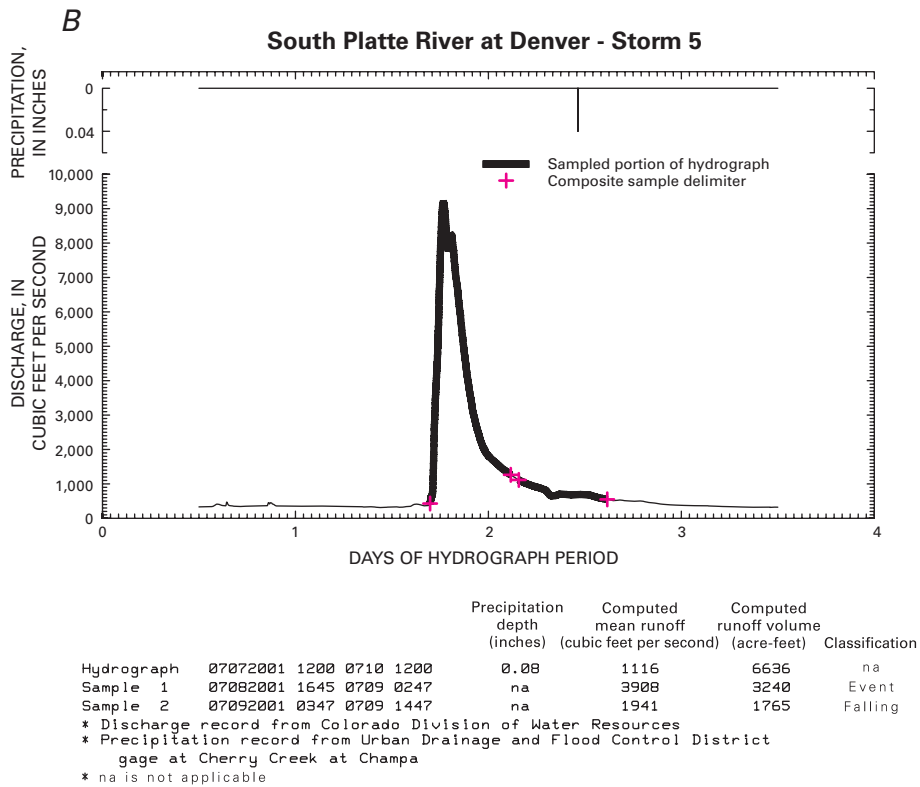 B
South Platte River at Denver - Storm 5
PRECIPITATION,
IN INCHES
0
0.04
Sampled portion of hydrograph
Composite sample delimiter
DISCHARGE, IN
CUBIC FEET PER SECOND
10,000
9,000
8,000
7,000
6,000
5,000
4,000
3,000
2,000
1,000
0
0 1 2 3 4
DAYS OF HYDROGRAPH PERIOD
Precipitation Computed Computed
depth mean runoff runoff volume
(inches) (cubic feet per second) (acre-feet) Classification
Hydrograph 07072001 1200 0710 1200 0.08 1116 6636 na
Sample 1 07082001 1645 0709 0247 na 3908 3240 Event
Sample 2 07092001 0347 0709 1447 na 1941 1765 Falling
* Discharge record from Colorado Division of Water Resources
* Precipitation record from Urban Drainage and Flood Control District
gage at Cherry Creek at Champa
* na is not applicable